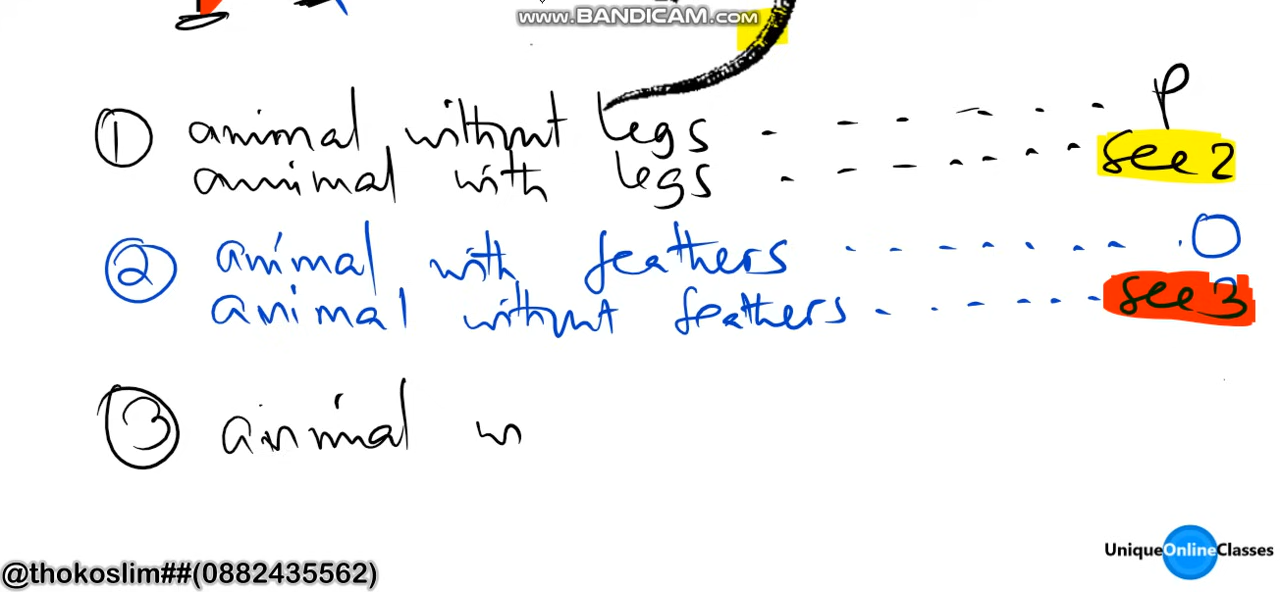 www.BANDICAM.com
① animal without legs - - - - - - P
animal with legs - - - - - - - - see 2
② animal with feathers - - - - - - - - O
animal without feathers - - - - - - - see 3
③ animal w
UniqueOnlineClasses
@thokoslim##(0882435562)